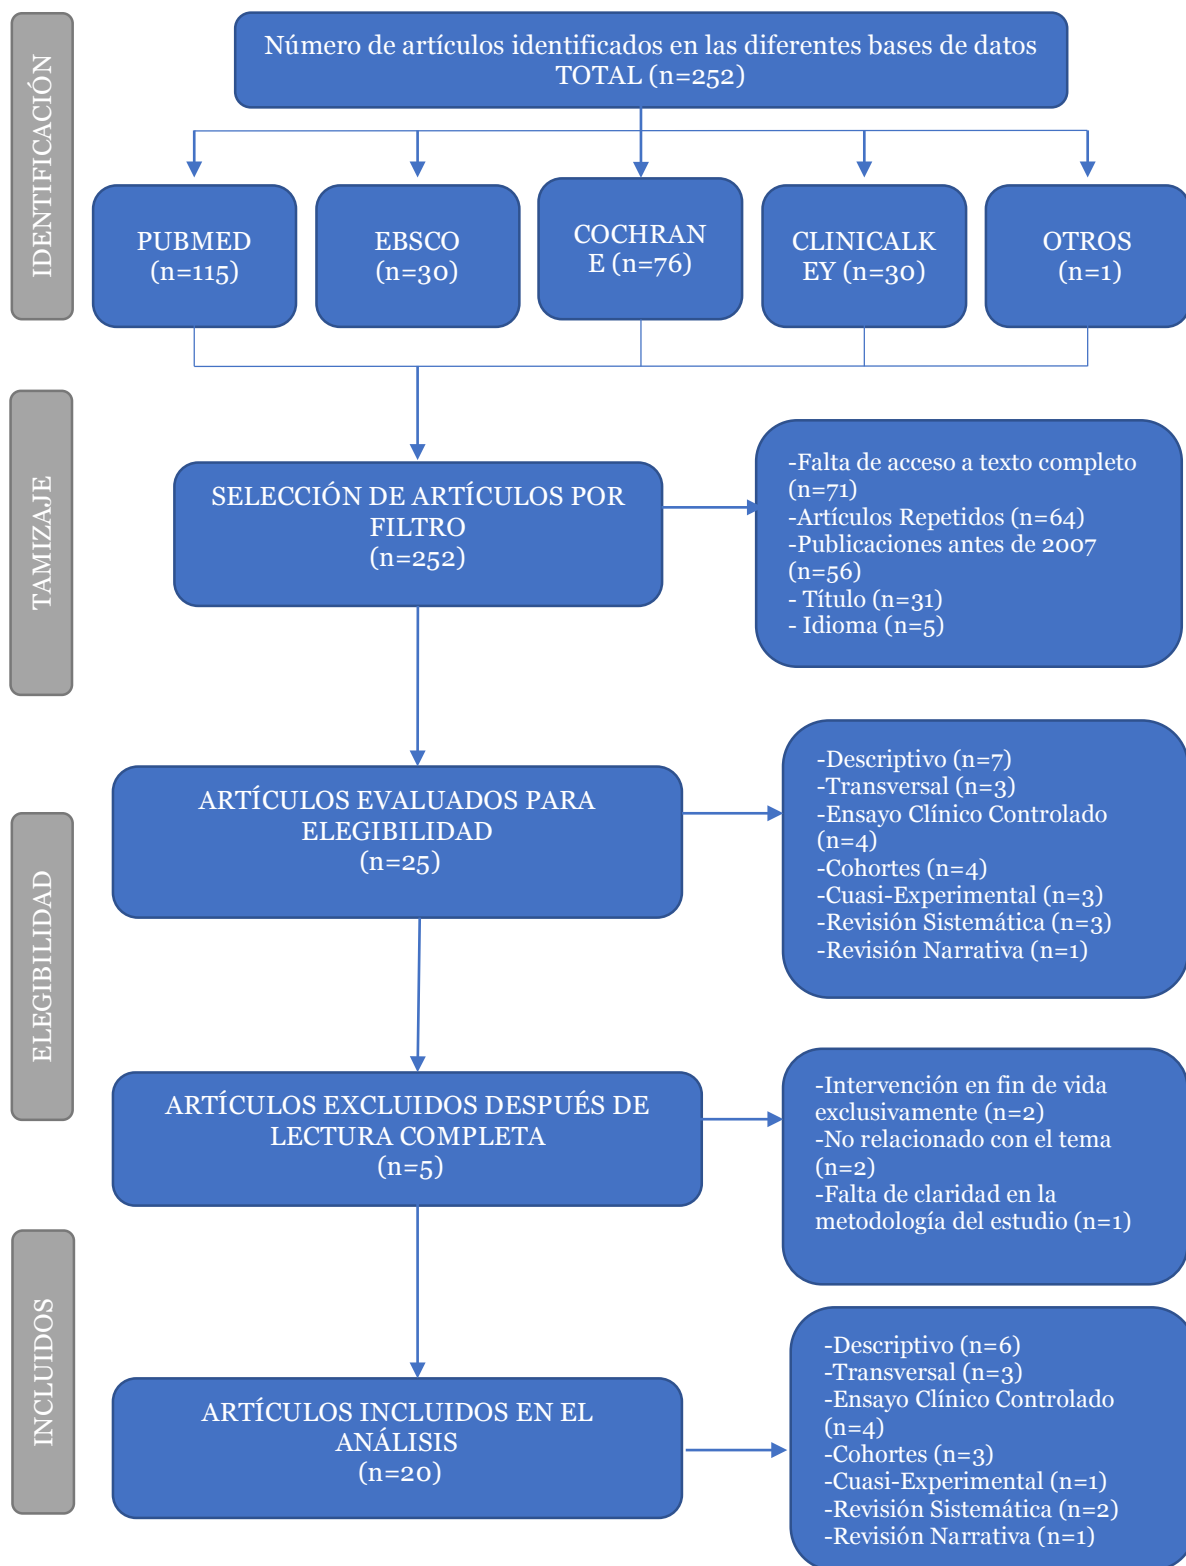 IDENTIFICACIÓN
Número de artículos identificados en las diferentes bases de datos
TOTAL (n=252)
PUBMED
(n=115)
EBSCO
(n=30)
COCHRAN
E (n=76)
CLINICALK
EY (n=30)
OTROS
(n=1)
TAMIZAJE
SELECCIÓN DE ARTÍCULOS POR
FILTRO
(n=252)
-Falta de acceso a texto completo
(n=71)
-Artículos Repetidos (n=64)
-Publicaciones antes de 2007
(n=56)
- Título (n=31)
- Idioma (n=5)
ELEGIBILIDAD
ARTÍCULOS EVALUADOS PARA
ELEGIBILIDAD
(n=25)
-Descriptivo (n=7)
-Transversal (n=3)
-Ensayo Clínico Controlado
(n=4)
-Cohortes (n=4)
-Cuasi-Experimental (n=3)
-Revisión Sistemática (n=3)
-Revisión Narrativa (n=1)
ARTÍCULOS EXCLUIDOS DESPUÉS DE
LECTURA COMPLETA
(n=5)
-Intervención en fin de vida
exclusivamente (n=2)
-No relacionado con el tema
(n=2)
-Falta de claridad en la
metodología del estudio (n=1)
INCLUIDOS
ARTÍCULOS INCLUIDOS EN EL
ANÁLISIS
(n=20)
-Descriptivo (n=6)
-Transversal (n=3)
-Ensayo Clínico Controlado
(n=4)
-Cohortes (n=3)
-Cuasi-Experimental (n=1)
-Revisión Sistemática (n=2)
-Revisión Narrativa (n=1)